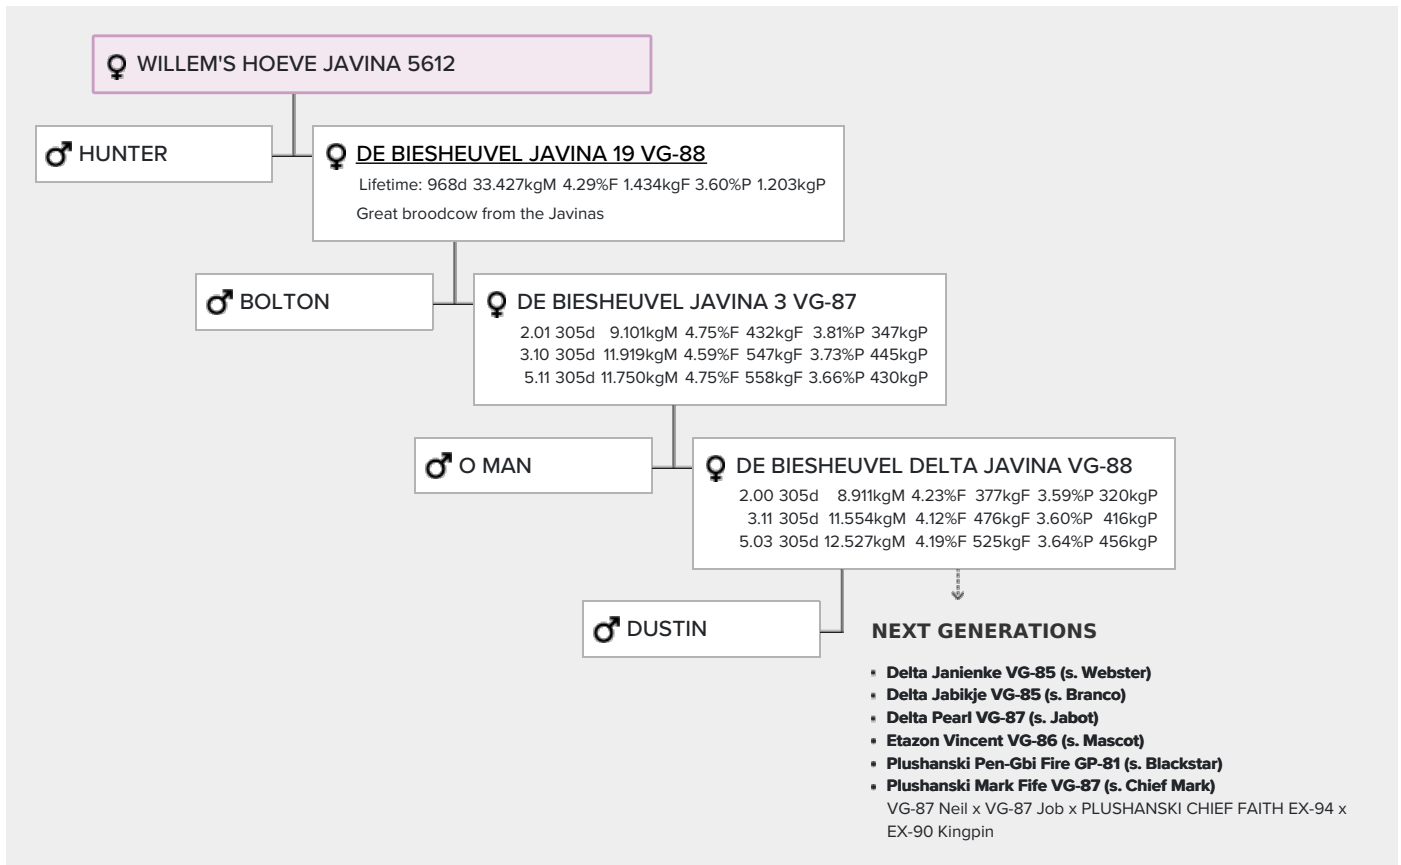 WILLEM'S HOEVE JAVINA 5612
HUNTER
DE BIESHEUVEL JAVINA 19 VG-88
Lifetime: 968d 33.427kgM 4.29%F 1.434kgF 3.60%P 1.203kgP
Great broodcow from the Javinas
BOLTON
DE BIESHEUVEL JAVINA 3 VG-87
2.01 305d 9.101kgM 4.75%F 432kgF 3.81%P 347kgP
3.10 305d 11.919kgM 4.59%F 547kgF 3.73%P 445kgP
5.11 305d 11.750kgM 4.75%F 558kgF 3.66%P 430kgP
O MAN
DE BIESHEUVEL DELTA JAVINA VG-88
2.00 305d 8.911kgM 4.23%F 377kgF 3.59%P 320kgP
3.11 305d 11.554kgM 4.12%F 476kgF 3.60%P 416kgP
5.03 305d 12.527kgM 4.19%F 525kgF 3.64%P 456kgP
DUSTIN
NEXT GENERATIONS
Delta Janienke VG-85 (s. Webster)
Delta Jabikje VG-85 (s. Branco)
Delta Pearl VG-87 (s. Jabot)
Etazon Vincent VG-86 (s. Mascot)
Plushanski Pen-Gbi Fire GP-81 (s. Blackstar)
Plushanski Mark Fife VG-87 (s. Chief Mark)
VG-87 Neil x VG-87 Job x PLUSHANSKI CHIEF FAITH EX-94 x
EX-90 Kingpin